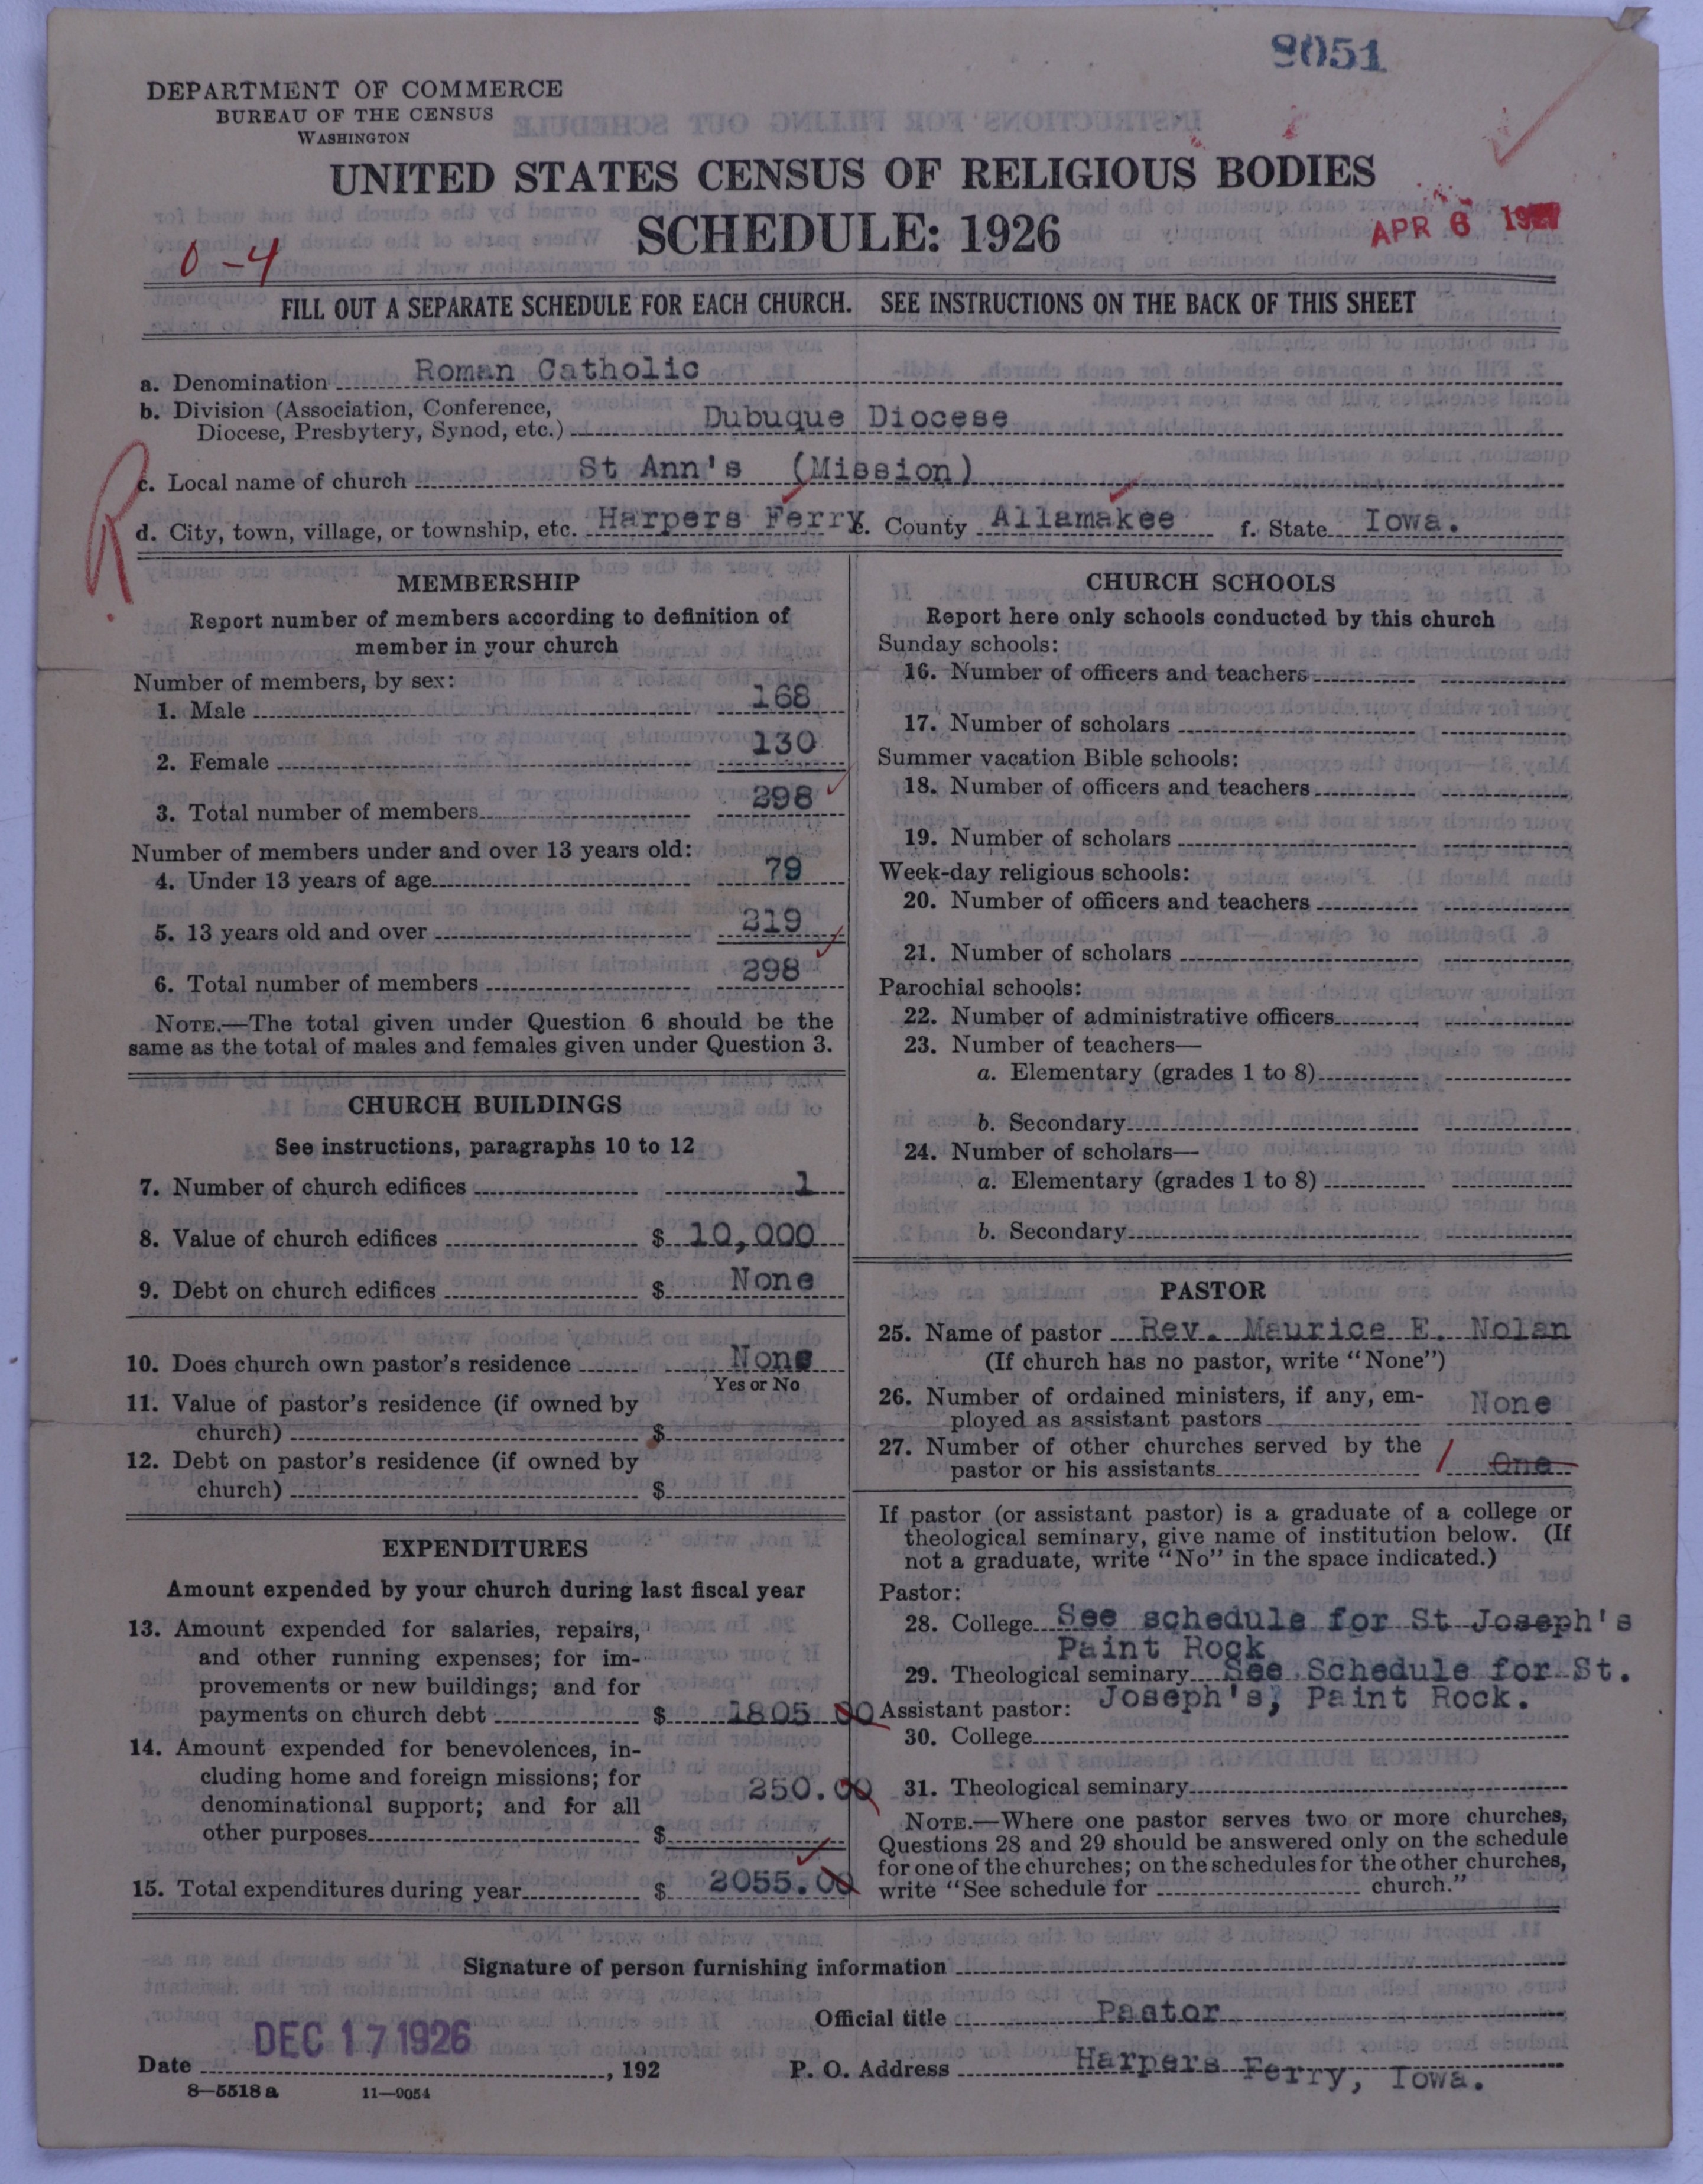 9051
DEPARTMENT OF COMMERCE
BUREAU OF THE CENSUS
WASHINGTON
UNITED STATES CENSUS OF RELIGIOUS BODIES
SCHEDULE: 1926
APR 6 1927
0-4
FILL OUT A SEPARATE SCHEDULE FOR EACH CHURCH. SEE INSTRUCTIONS ON THE BACK OF THIS SHEET
a. Denomination Roman Catholic
b. Division (Association, Conference,
Diocese, Presbytery, Synod, etc.) Dubuque Diocese
R
c. Local name of church St Ann's (Mission)
d. City, town, village, or township, etc. Harpers Ferry e. County Allamakee f. State Iowa.
MEMBERSHIP
Report number of members according to definition of
member in your church
Number of members, by sex:
1. Male 168
2. Female 130
3. Total number of members 298
Number of members under and over 13 years old:
4. Under 13 years of age 79
5. 13 years old and over 219
6. Total number of members 298
NOTE.—The total given under Question 6 should be the
same as the total of males and females given under Question 3.
CHURCH BUILDINGS
See instructions, paragraphs 10 to 12
7. Number of church edifices 1
8. Value of church edifices $ 10,000
9. Debt on church edifices $ None
10. Does church own pastor's residence None
Yes or No
11. Value of pastor's residence (if owned by
church) $
12. Debt on pastor's residence (if owned by
church) $
EXPENDITURES
Amount expended by your church during last fiscal year
13. Amount expended for salaries, repairs,
and other running expenses; for im-
provements or new buildings; and for
payments on church debt $ 1805 00
14. Amount expended for benevolences, in-
cluding home and foreign missions; for
denominational support; and for all
other purposes $ 250.00
15. Total expenditures during year $ 2055.00
CHURCH SCHOOLS
Report here only schools conducted by this church
Sunday schools:
16. Number of officers and teachers
17. Number of scholars
Summer vacation Bible schools:
18. Number of officers and teachers
19. Number of scholars
Week-day religious schools:
20. Number of officers and teachers
21. Number of scholars
Parochial schools:
22. Number of administrative officers
23. Number of teachers—
a. Elementary (grades 1 to 8)
b. Secondary
24. Number of scholars—
a. Elementary (grades 1 to 8)
b. Secondary
PASTOR
25. Name of pastor Rev. Maurice E. Nolan
(If church has no pastor, write "None")
26. Number of ordained ministers, if any, em-
ployed as assistant pastors None
27. Number of other churches served by the
pastor or his assistants 1 One
If pastor (or assistant pastor) is a graduate of a college or
theological seminary, give name of institution below. (If
not a graduate, write "No" in the space indicated.)
Pastor:
28. College See schedule for St Joseph's
Paint Rock
29. Theological seminary See Schedule for St.
Joseph's, Paint Rock.
Assistant pastor:
30. College
31. Theological seminary
NOTE.—Where one pastor serves two or more churches,
Questions 28 and 29 should be answered only on the schedule
for one of the churches; on the schedules for the other churches,
write "See schedule for church."
Signature of person furnishing information
Official title Pastor
Date DEC 17 1926, 192
P. O. Address Harpers Ferry, Iowa.
8—5518 a 11—9054